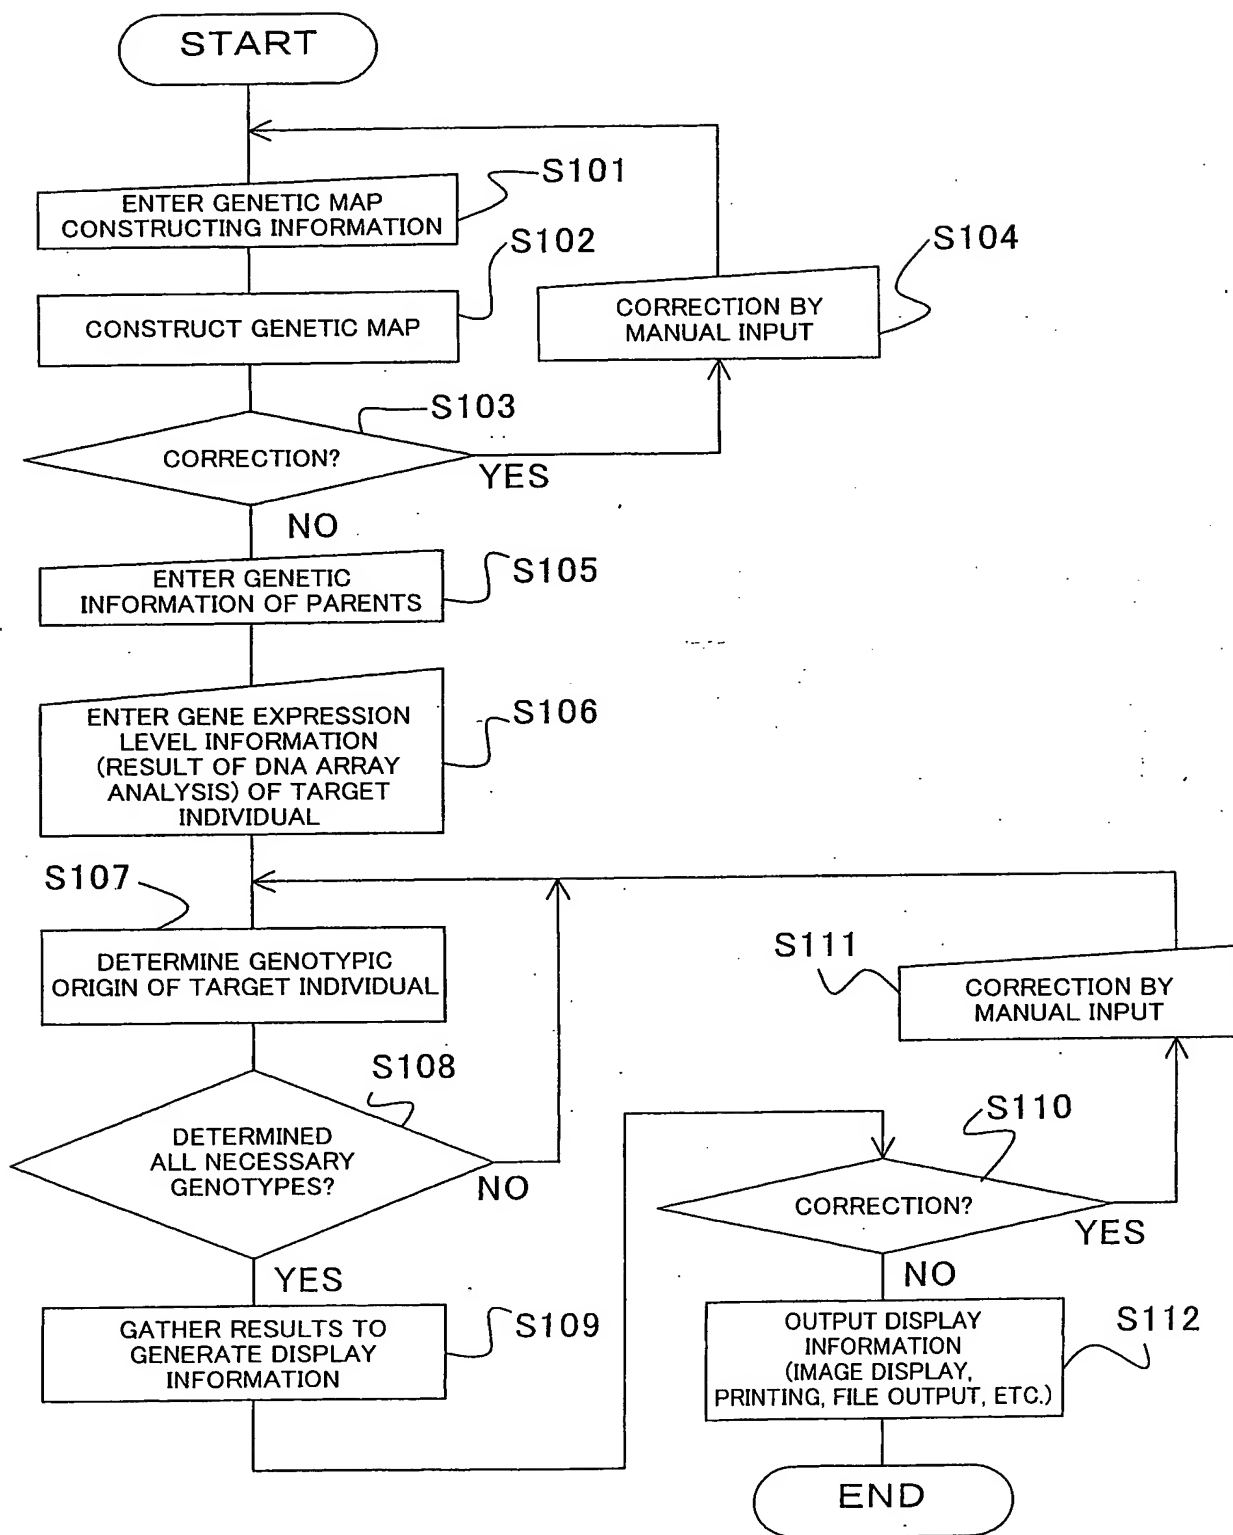 START
S101
ENTER GENETIC MAP
CONSTRUCTING INFORMATION
S102
CONSTRUCT GENETIC MAP
S104
CORRECTION BY
MANUAL INPUT
S103
CORRECTION?
YES
NO
ENTER GENETIC
INFORMATION OF PARENTS
S105
ENTER GENE EXPRESSION
LEVEL INFORMATION
(RESULT OF DNA ARRAY
ANALYSIS) OF TARGET
INDIVIDUAL
S106
S107
DETERMINE GENOTYPIC
ORIGIN OF TARGET INDIVIDUAL
S111
CORRECTION BY
MANUAL INPUT
S108
DETERMINED
ALL NECESSARY
GENOTYPES?
NO
YES
S110
CORRECTION?
YES
NO
GATHER RESULTS TO
GENERATE DISPLAY
INFORMATION
S109
OUTPUT DISPLAY
INFORMATION
(IMAGE DISPLAY,
PRINTING, FILE OUTPUT, ETC.)
S112
END